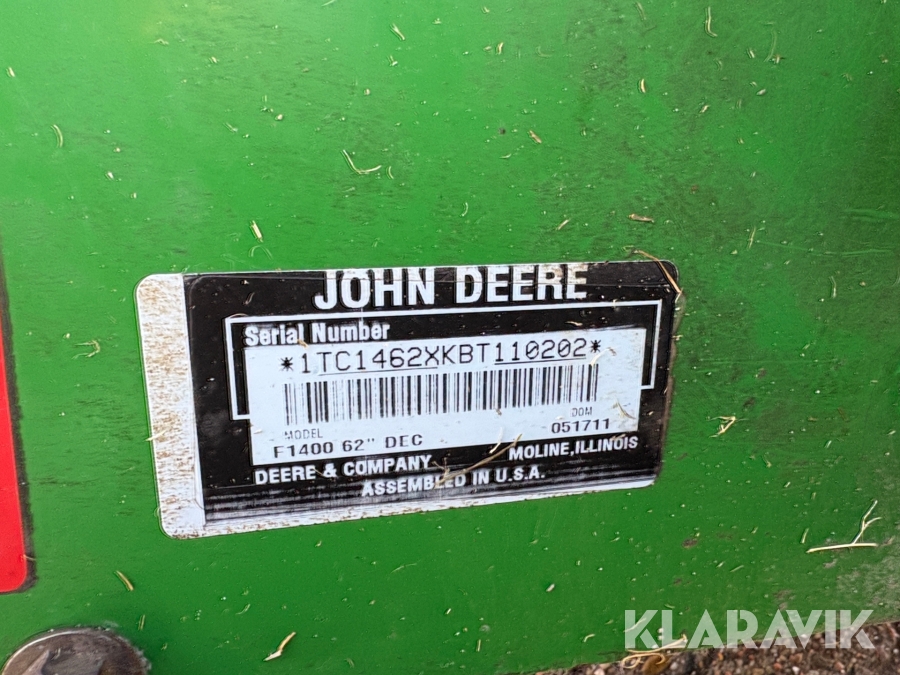 JOHN DEERE
Serial Number
*1TC1462XKBT110202*
MODEL
DOM
F1400 62" DEC
051711
DEERE & COMPANY
MOLINE, ILLINOIS
ASSEMBLED IN U.S.A.
KLARAVIK